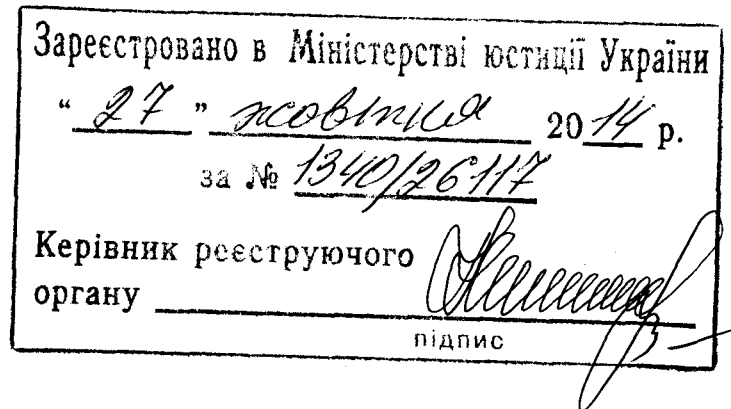 Зареєстровано в Міністерстві юстиції України
“ 27 ” жовтня 2014 р.
за № 1340/26117
Керівник реєструючого
органу
підпис